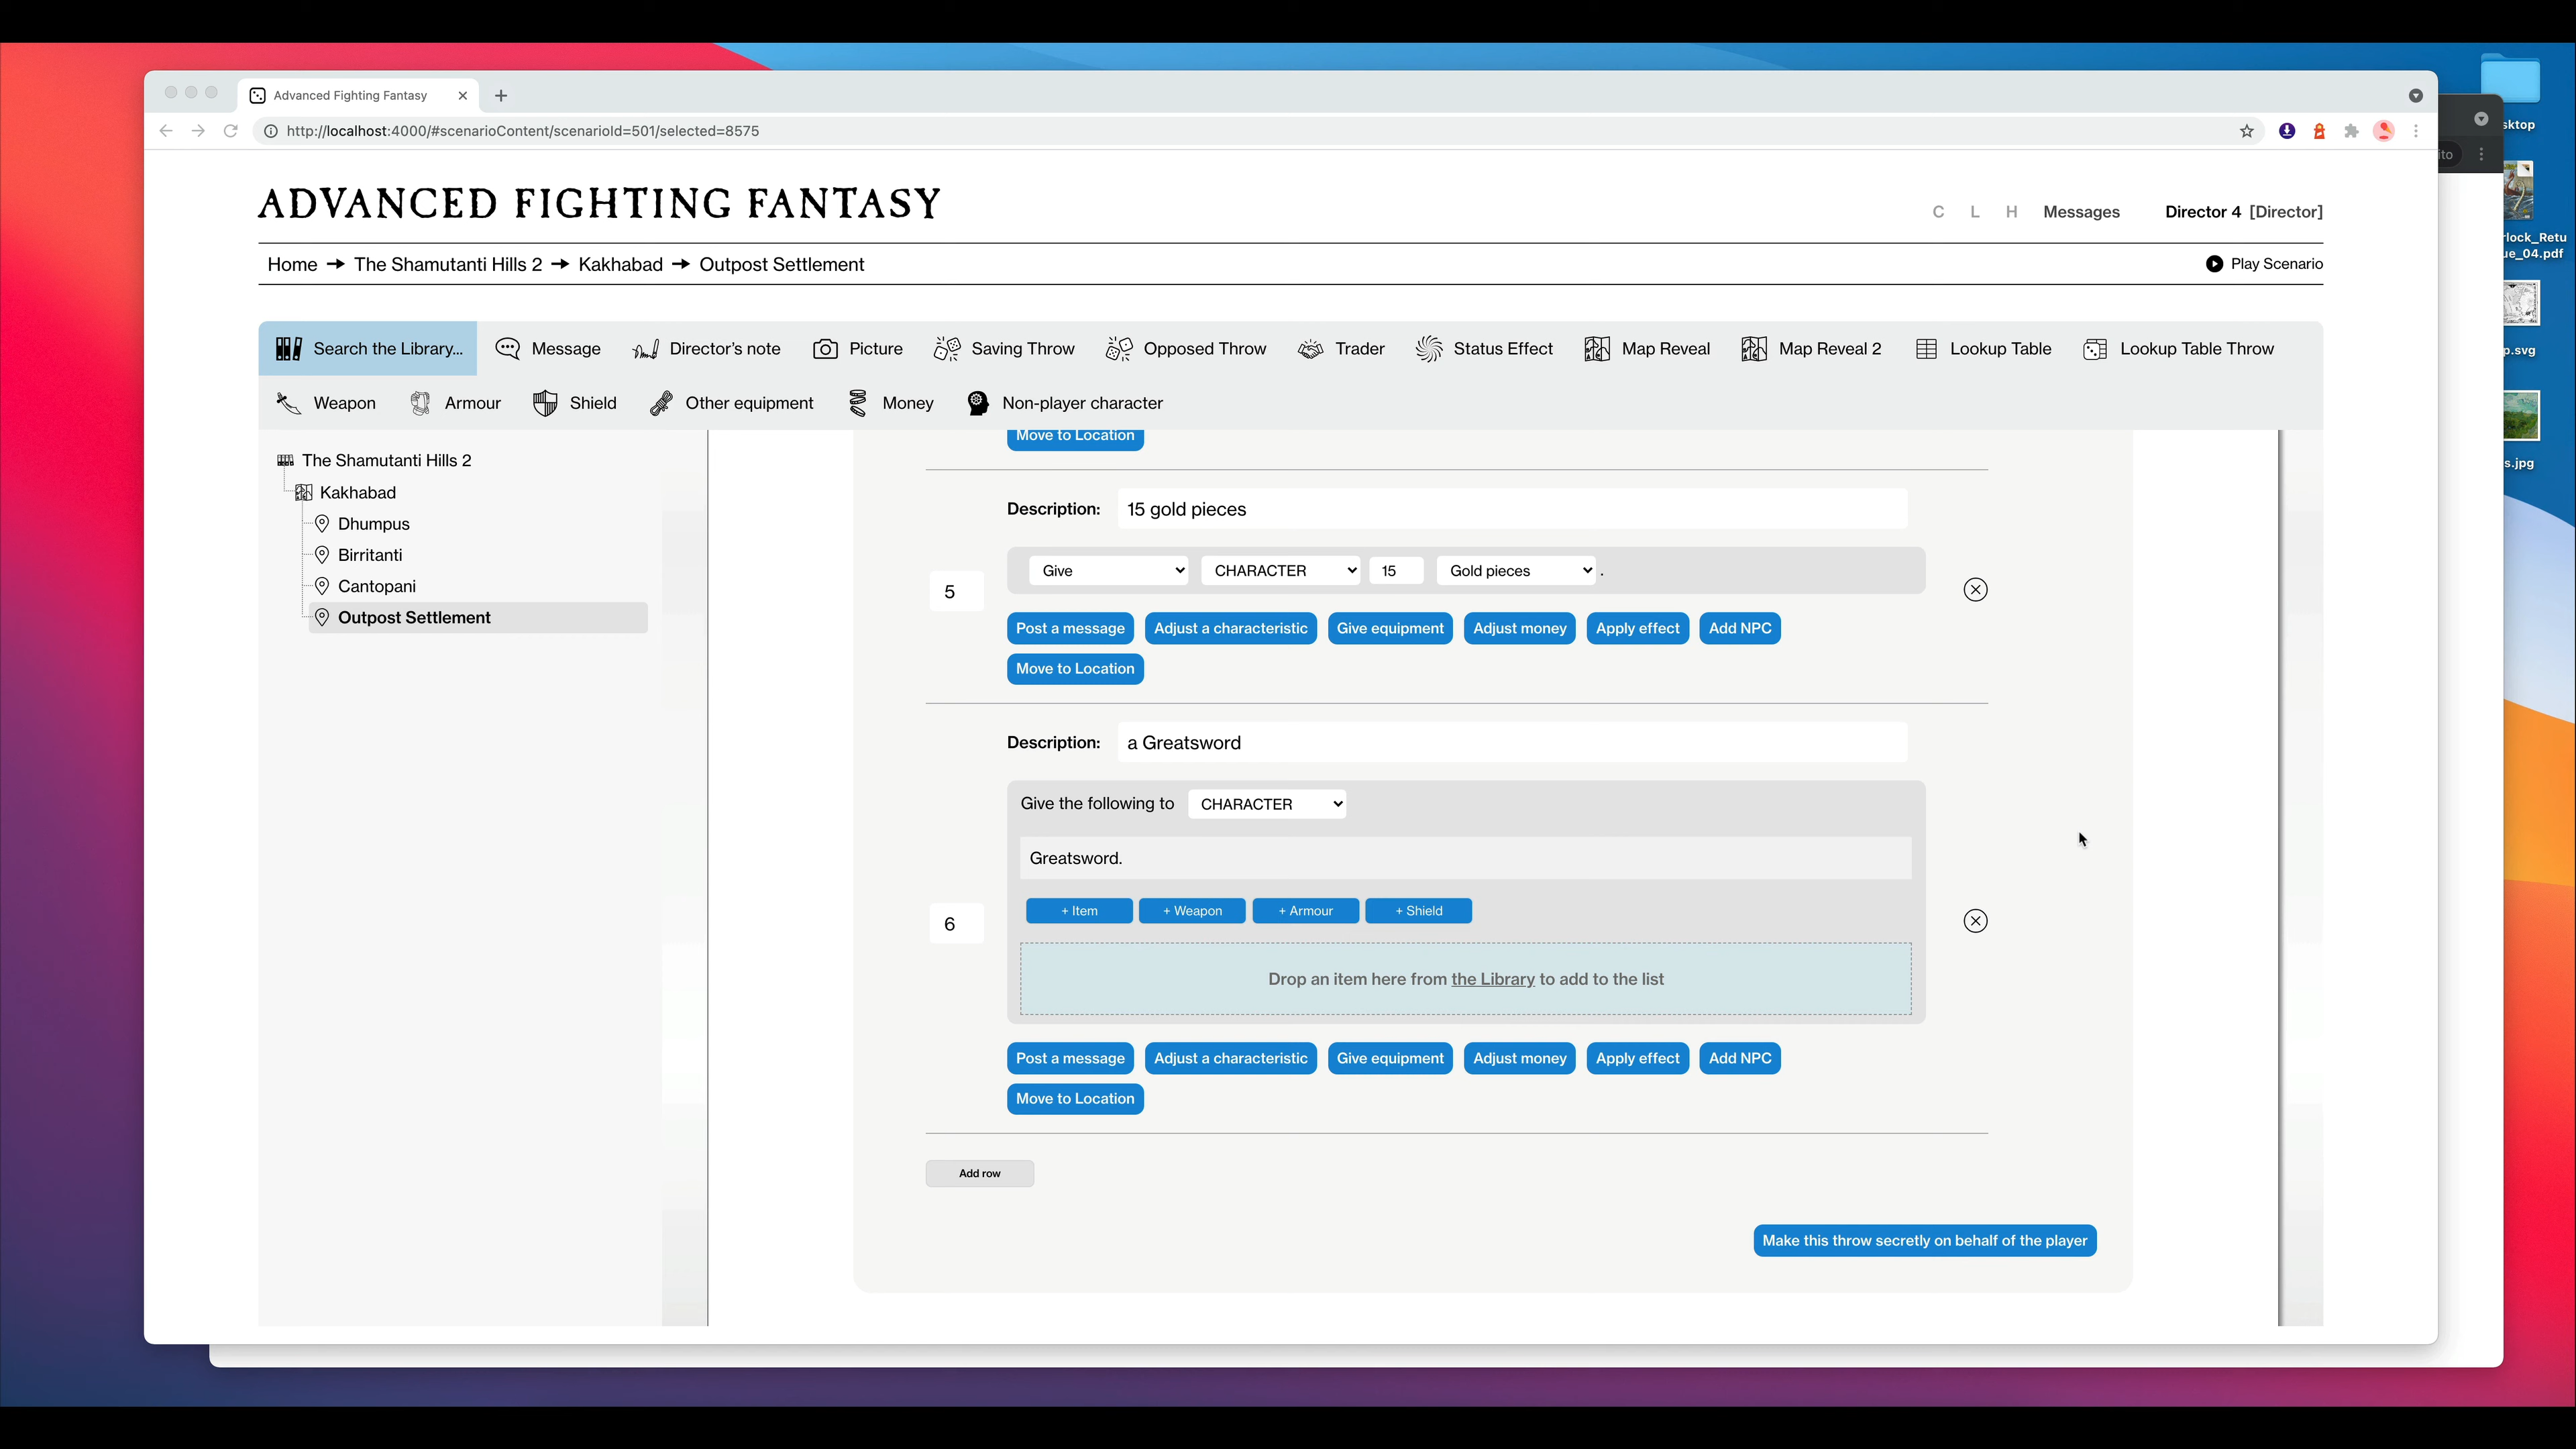 Advanced Fighting Fantasy
http://localhost:4000/#scenarioContent/scenarioId=501/selected=8575
ito
sktop
rlock_Retu
ue_04.pdf
p.svg
s.jpg
ADVANCED FIGHTING FANTASY
C L H Messages Director 4 [Director]
Home → The Shamutanti Hills 2 → Kakhabad → Outpost Settlement
Play Scenario
Search the Library... Message Director's note Picture Saving Throw Opposed Throw Trader Status Effect Map Reveal Map Reveal 2 Lookup Table Lookup Table Throw
Weapon Armour Shield Other equipment Money Non-player character
The Shamutanti Hills 2
Kakhabad
Dhumpus
Birritanti
Cantopani
Outpost Settlement
Move to Location
Description: 15 gold pieces
5
Give CHARACTER 15 Gold pieces .
Post a message Adjust a characteristic Give equipment Adjust money Apply effect Add NPC
Move to Location
Description: a Greatsword
6
Give the following to CHARACTER
Greatsword.
+ Item + Weapon + Armour + Shield
Drop an item here from the Library to add to the list
Post a message Adjust a characteristic Give equipment Adjust money Apply effect Add NPC
Move to Location
Add row
Make this throw secretly on behalf of the player